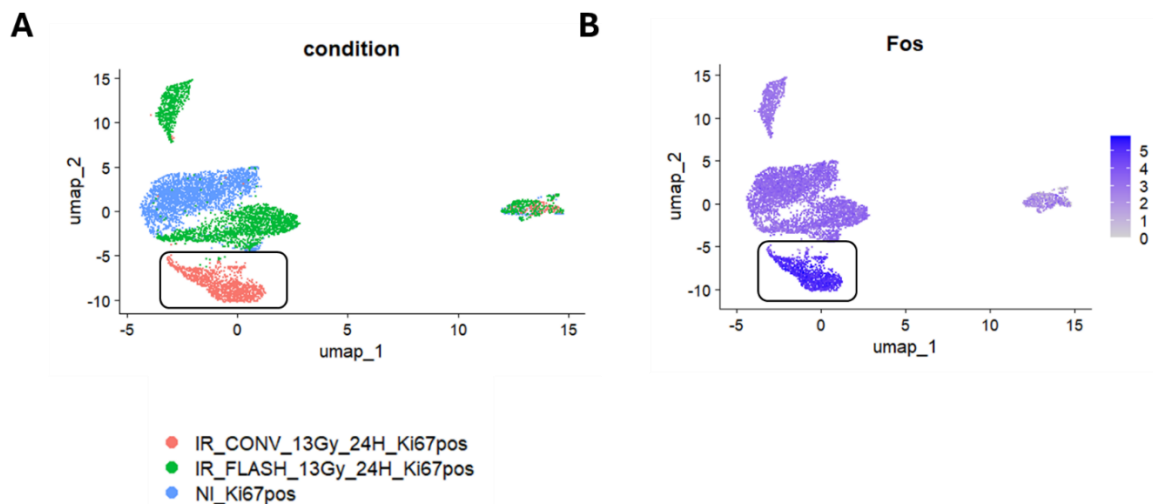 A
B
condition
Fos
15
10
5
0
-5
-10
umap_2
-5
0
5
10
15
umap_1
15
10
5
0
-5
-10
umap_2
-5
0
5
10
15
umap_1
5
4
3
2
1
0
IR_CONV_13Gy_24H_Ki67pos
IR_FLASH_13Gy_24H_Ki67pos
NI_Ki67pos